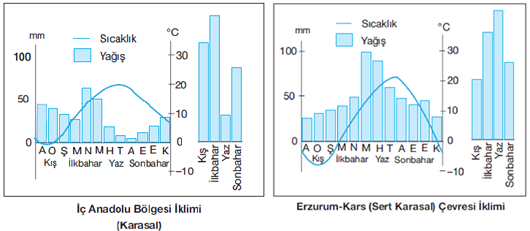 mm
Sıcaklık
Yağış
°C
100
50
0
30
20
10
0
−10
A O Ş M N M H T A E E K
Kış İlkbahar Yaz Sonbahar
Kış
İlkbahar
Yaz
Sonbahar
İç Anadolu Bölgesi İklimi
(Karasal)
mm
Sıcaklık
Yağış
°C
100
50
0
30
20
10
0
−10
A O Ş M N M H T A E E K
Kış İlkbahar Yaz Sonbahar
Kış
İlkbahar
Yaz
Sonbahar
Erzurum-Kars (Sert Karasal) Çevresi İklimi